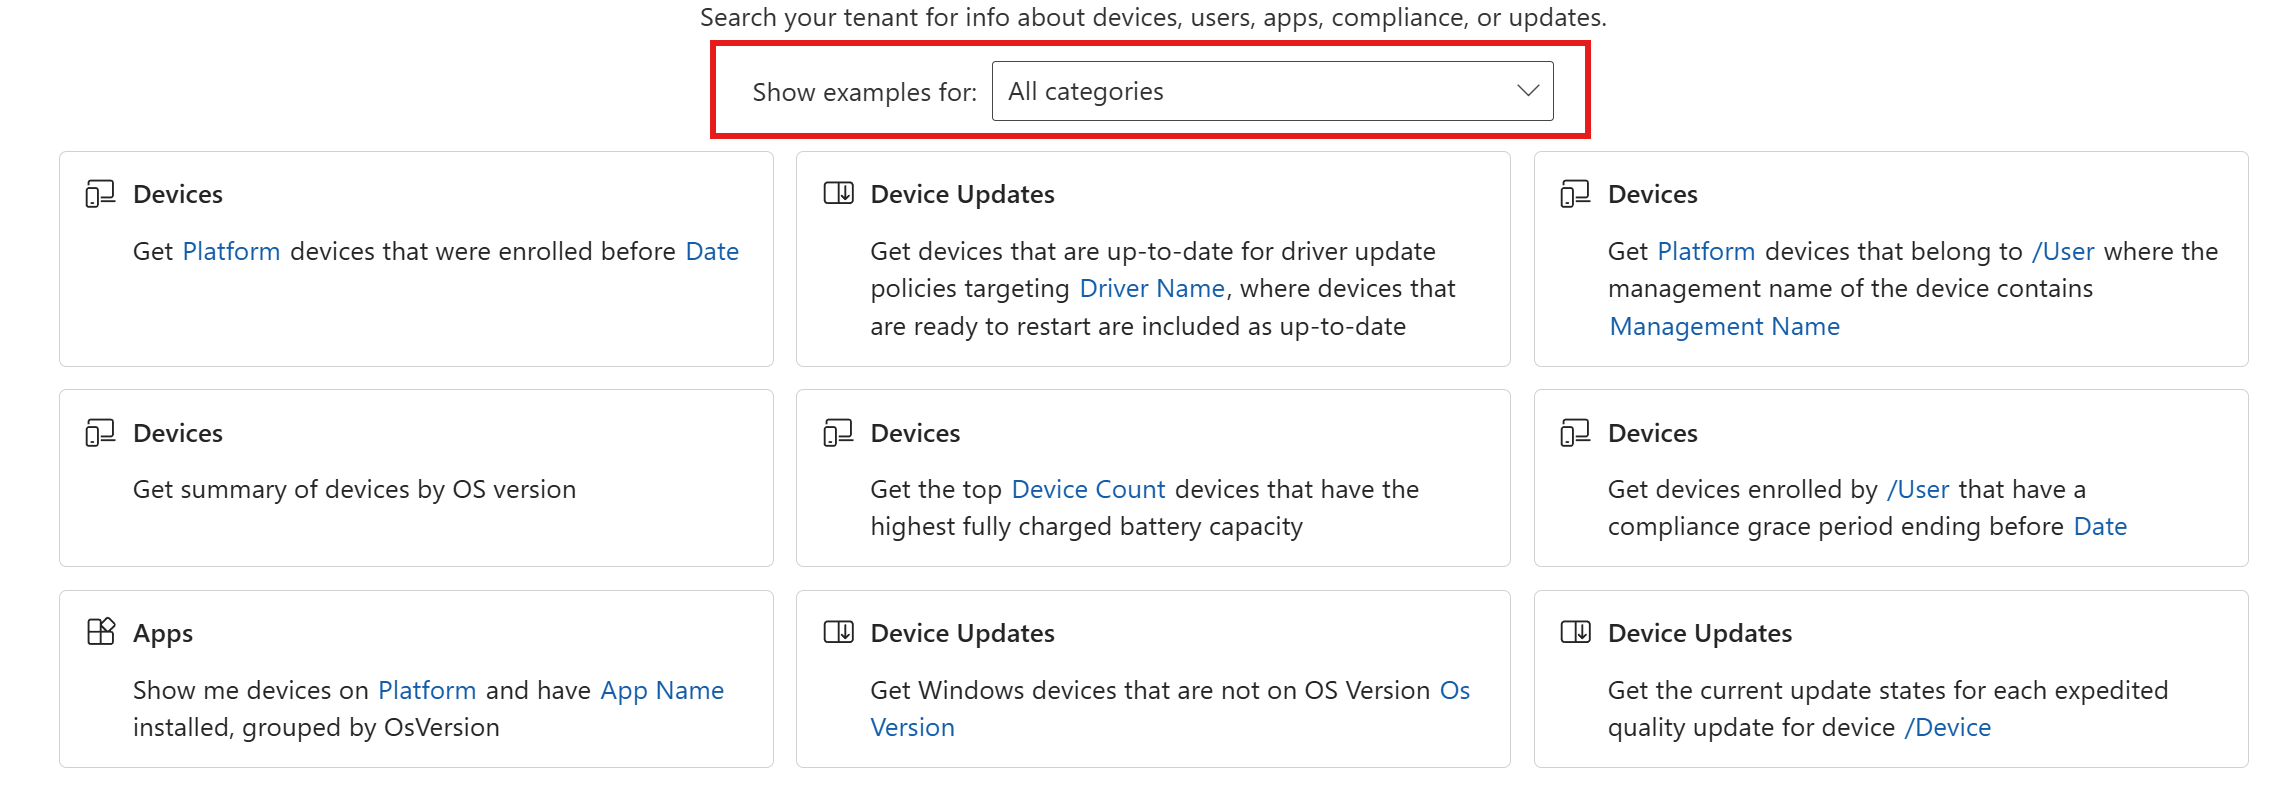 Search your tenant for info about devices, users, apps, compliance, or updates.
Show examples for: All categories
Devices
Get Platform devices that were enrolled before Date
Device Updates
Get devices that are up-to-date for driver update
policies targeting Driver Name, where devices that
are ready to restart are included as up-to-date
Devices
Get Platform devices that belong to /User where the
management name of the device contains
Management Name
Devices
Get summary of devices by OS version
Devices
Get the top Device Count devices that have the
highest fully charged battery capacity
Devices
Get devices enrolled by /User that have a
compliance grace period ending before Date
Apps
Show me devices on Platform and have App Name
installed, grouped by OsVersion
Device Updates
Get Windows devices that are not on OS Version Os
Version
Device Updates
Get the current update states for each expedited
quality update for device /Device